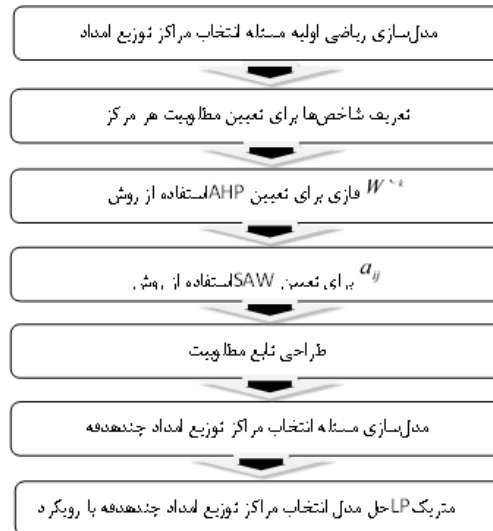 مدل‌سازی ریاضی اولیه مسئله انتخاب مراکز توزیع امداد
تعریف شاخص‌ها برای تعیین مطلوبیت هر مرکز
استفاده از روش AHP فازی برای تعیین W
استفاده از روش SAW برای تعیین a_ij
طراحی تابع مطلوبیت
مدل‌سازی مسئله انتخاب مراکز توزیع امداد چندهدفه
حل مدل انتخاب مراکز توزیع امداد چندهدفه با رویکرد LP متریک